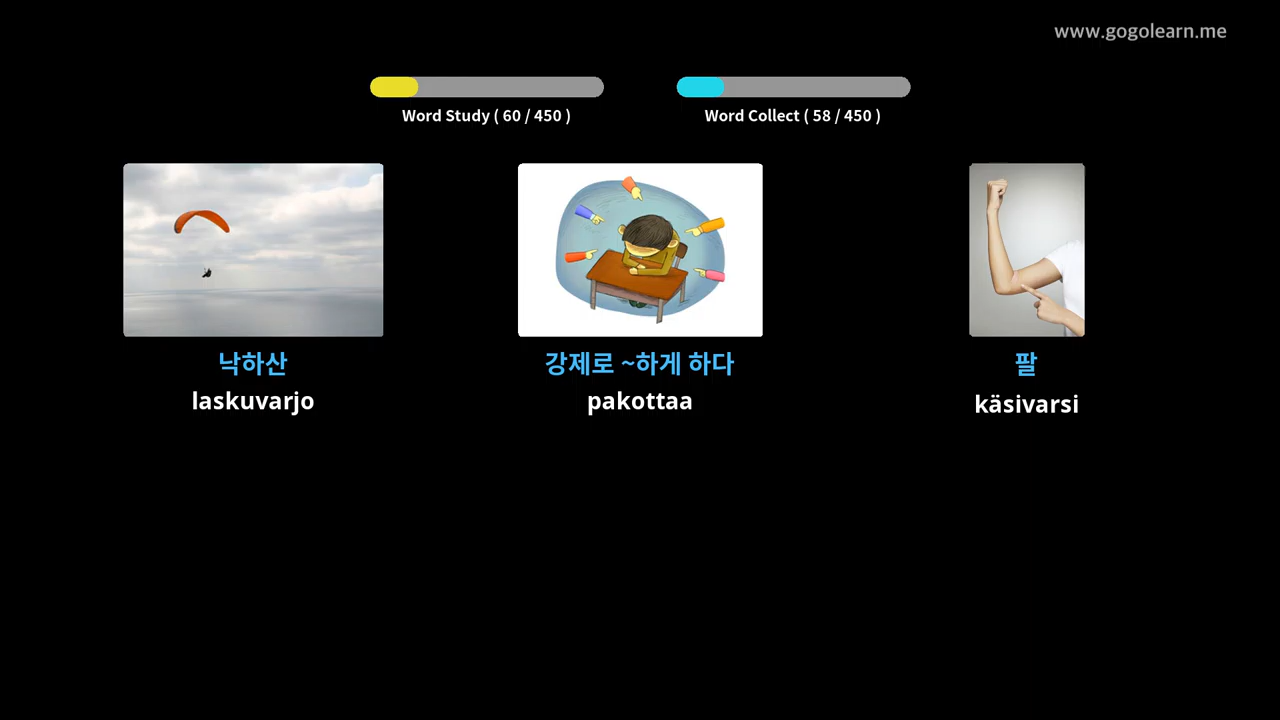 www.gogolearn.me
Word Study ( 60 / 450 )
Word Collect ( 58 / 450 )
낙하산
laskuvarjo
강제로 ~하게 하다
pakottaa
팔
käsivarsi